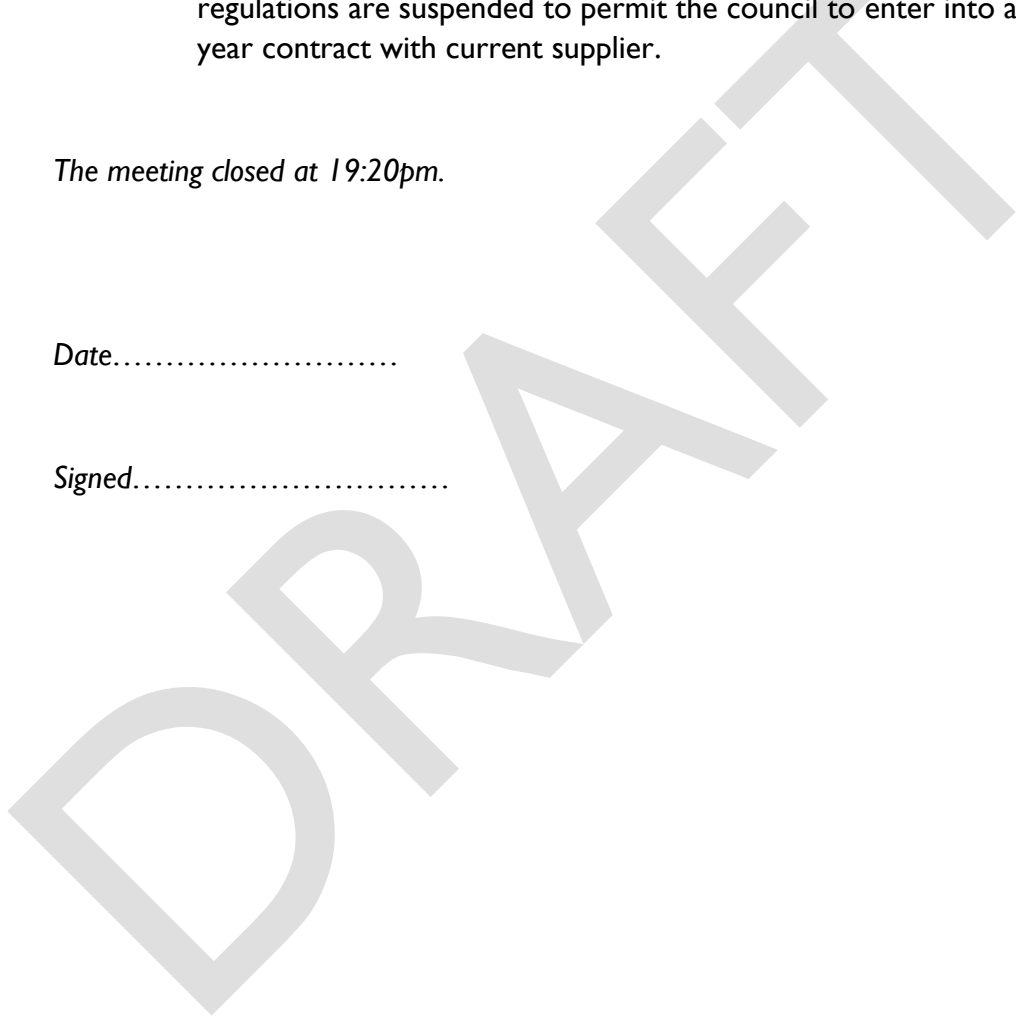 regulations are suspended to permit the council to enter into a
year contract with current supplier.
The meeting closed at 19:20pm.
Date………………………
Signed…………………………
DRAFT